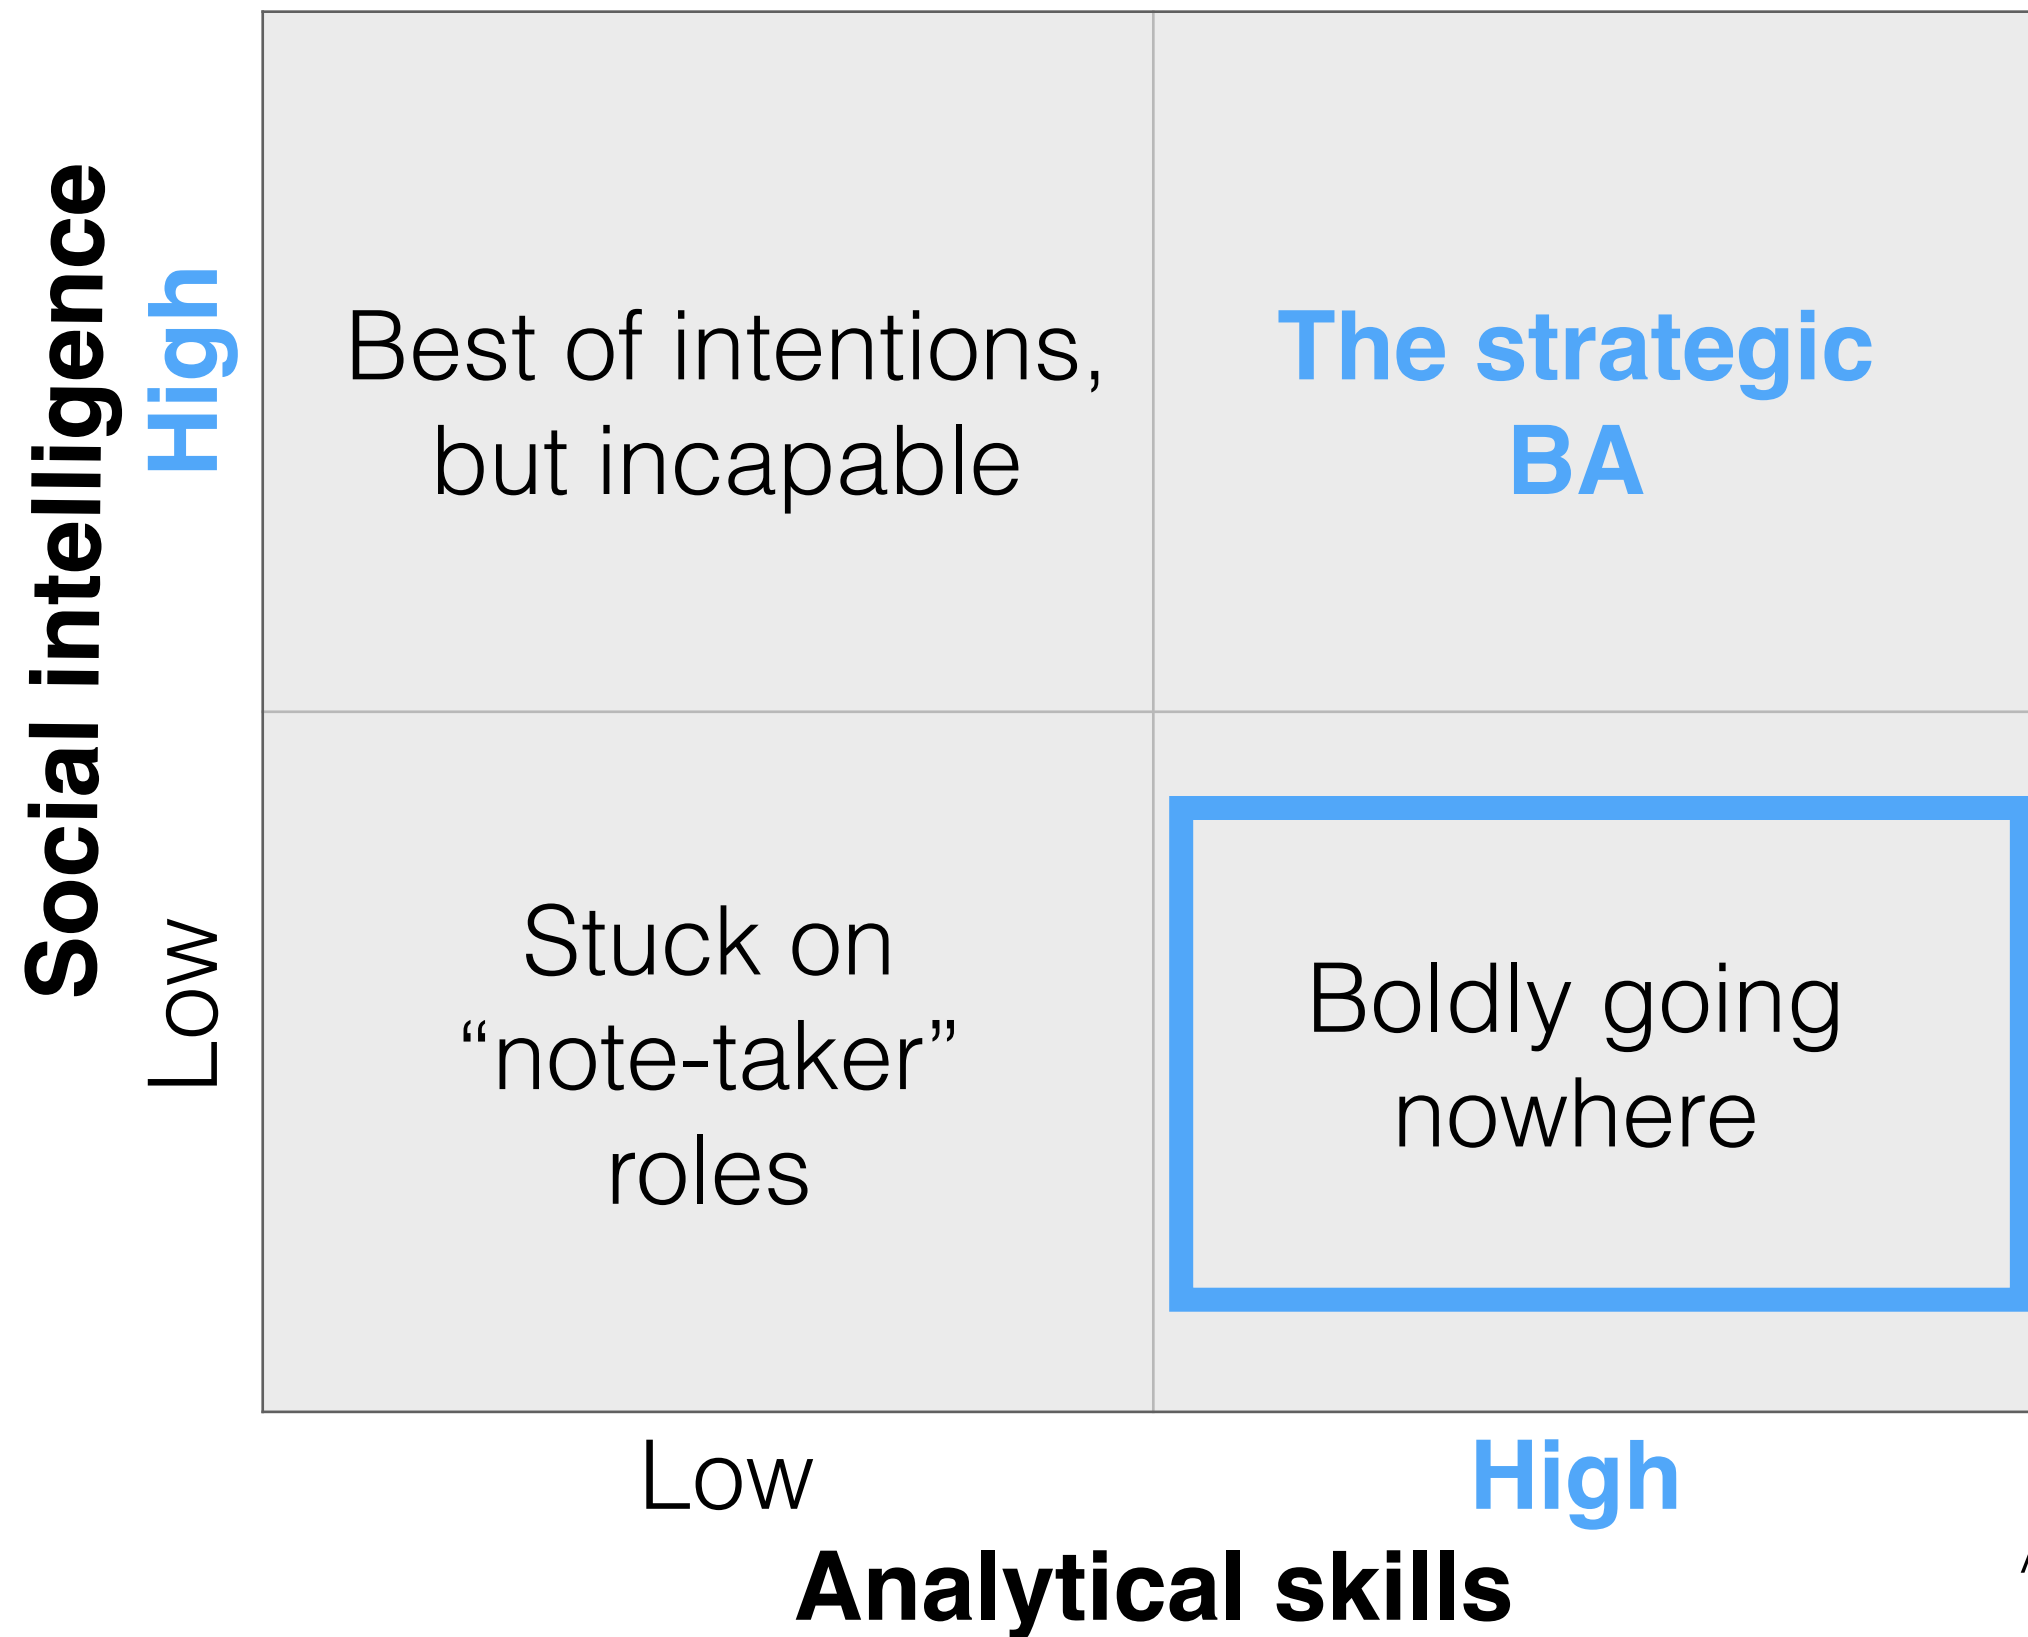 Social intelligence
High
Low
Best of intentions,
but incapable
The strategic
BA
Stuck on
“note-taker”
roles
Boldly going
nowhere
Low
High
Analytical skills